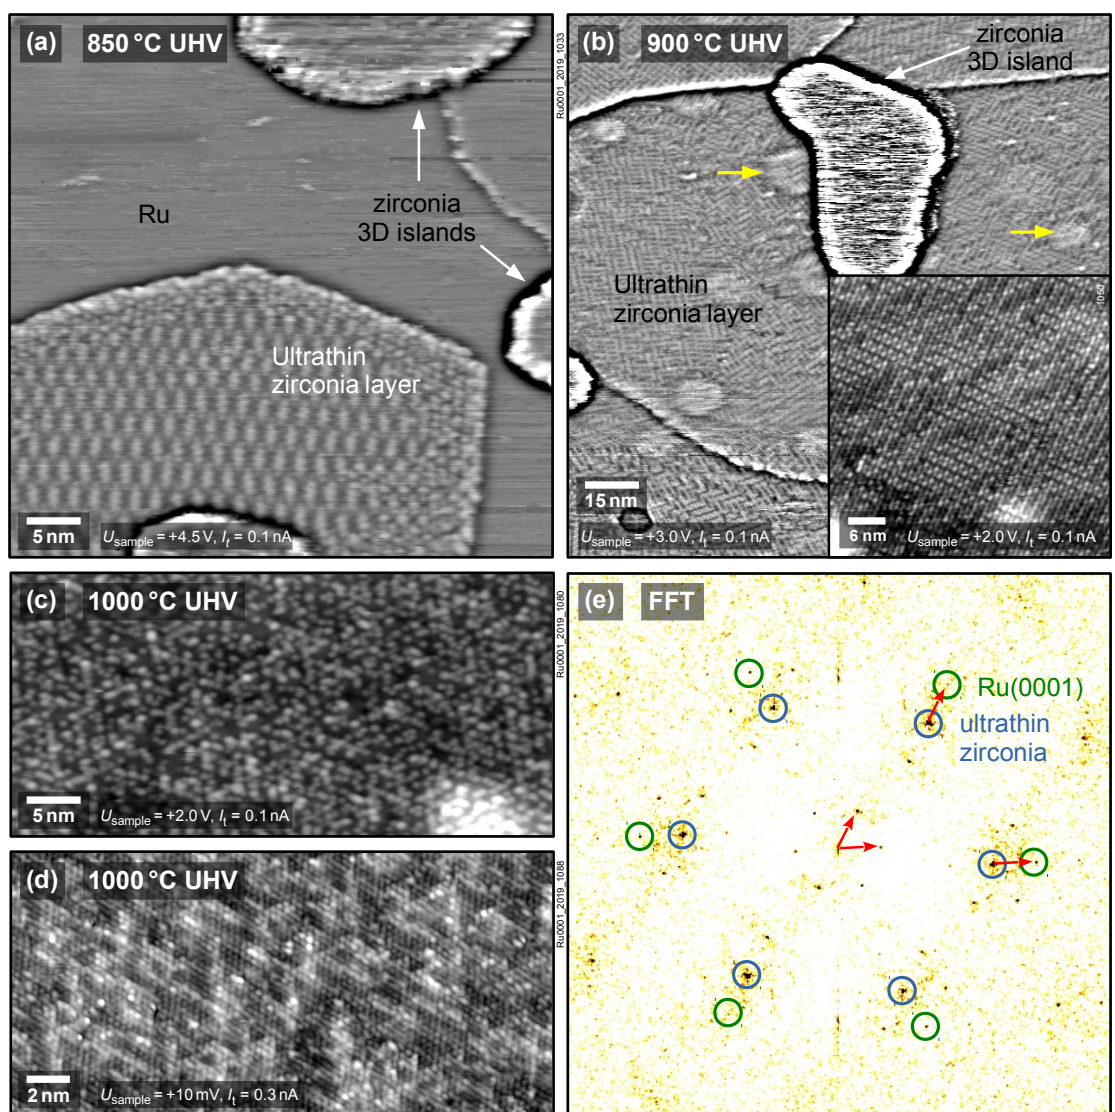 (a) 850 °C UHV
Ru0001_2019_1033
Ru
zirconia
3D islands
Ultrathin
zirconia layer
5 nm
Usample = +4.5 V, It = 0.1 nA
(b) 900 °C UHV
zirconia
3D island
Ultrathin
zirconia layer
15 nm
Usample = +3.0 V, It = 0.1 nA
1050
6 nm
Usample = +2.0 V, It = 0.1 nA
(c) 1000 °C UHV
Ru0001_2019_1080
5 nm
Usample = +2.0 V, It = 0.1 nA
(d) 1000 °C UHV
Ru0001_2019_1088
2 nm
Usample = +10 mV, It = 0.3 nA
(e) FFT
Ru(0001)
ultrathin
zirconia